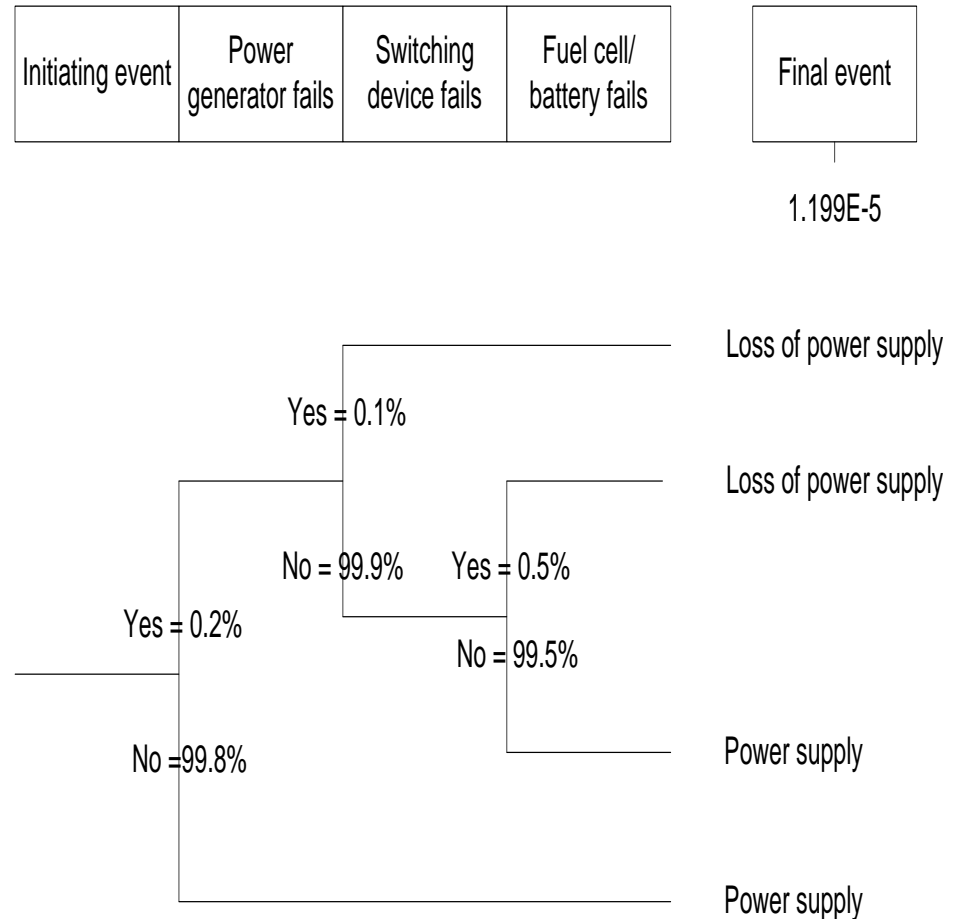 Initiating event
Power
generator fails
Switching
device fails
Fuel cell/
battery fails
Final event
1.199E-5
Loss of power supply
Yes = 0.1%
Loss of power supply
No = 99.9%
Yes = 0.5%
Yes = 0.2%
No = 99.5%
No =99.8%
Power supply
Power supply